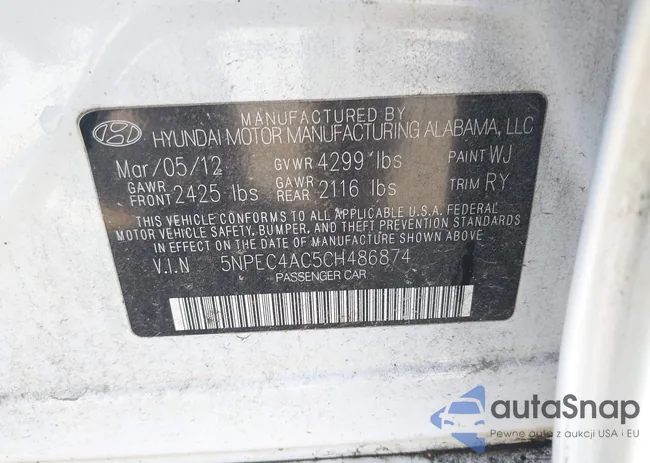 MANUFACTURED BY
HYUNDAI MOTOR MANUFACTURING ALABAMA, LLC
Mar/05/12 GVWR 4299 lbs PAINT WJ
GAWR FRONT 2425 lbs GAWR REAR 2116 lbs TRIM RY
THIS VEHICLE CONFORMS TO ALL APPLICABLE U.S.A. FEDERAL
MOTOR VEHICLE SAFETY, BUMPER, AND THEFT PREVENTION STANDARDS
IN EFFECT ON THE DATE OF MANUFACTURE SHOWN ABOVE.
V.I.N 5NPEC4AC5CH486874
PASSENGER CAR
autaSnap
Pewne auta z aukcji USA i EU